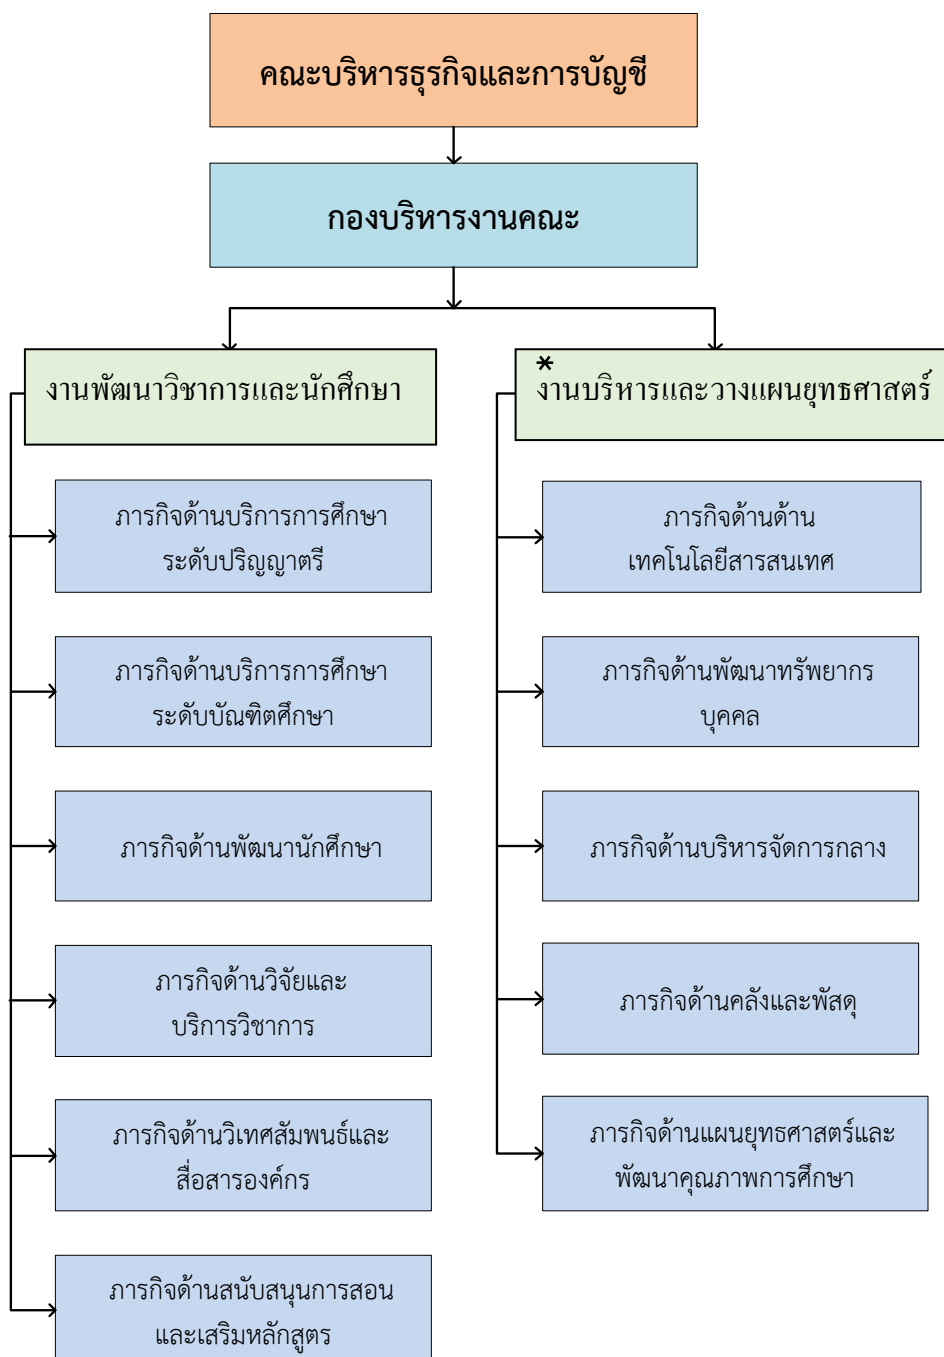 คณะบริหารธุรกิจและการบัญชี
กองบริหารงานคณะ
งานพัฒนาวิชาการและนักศึกษา
ภารกิจด้านบริการการศึกษา
ระดับปริญญาตรี
ภารกิจด้านบริการการศึกษา
ระดับบัณฑิตศึกษา
ภารกิจด้านพัฒนานักศึกษา
ภารกิจด้านวิจัยและ
บริการวิชาการ
ภารกิจด้านวิเทศสัมพนธ์และ
สื่อสารองค์กร
ภารกิจด้านสนับสนุนการสอน
และเสริมหลักสูตร
*
งานบริหารและวางแผนยุทธศาสตร์
ภารกิจด้านด้าน
เทคโนโลยีสารสนเทศ
ภารกิจด้านพัฒนาทรัพยากร
บุคคล
ภารกิจด้านบริหารจัดการกลาง
ภารกิจด้านคลังและพัสดุ
ภารกิจด้านแผนยุทธศาสตร์และ
พัฒนาคุณภาพการศึกษา